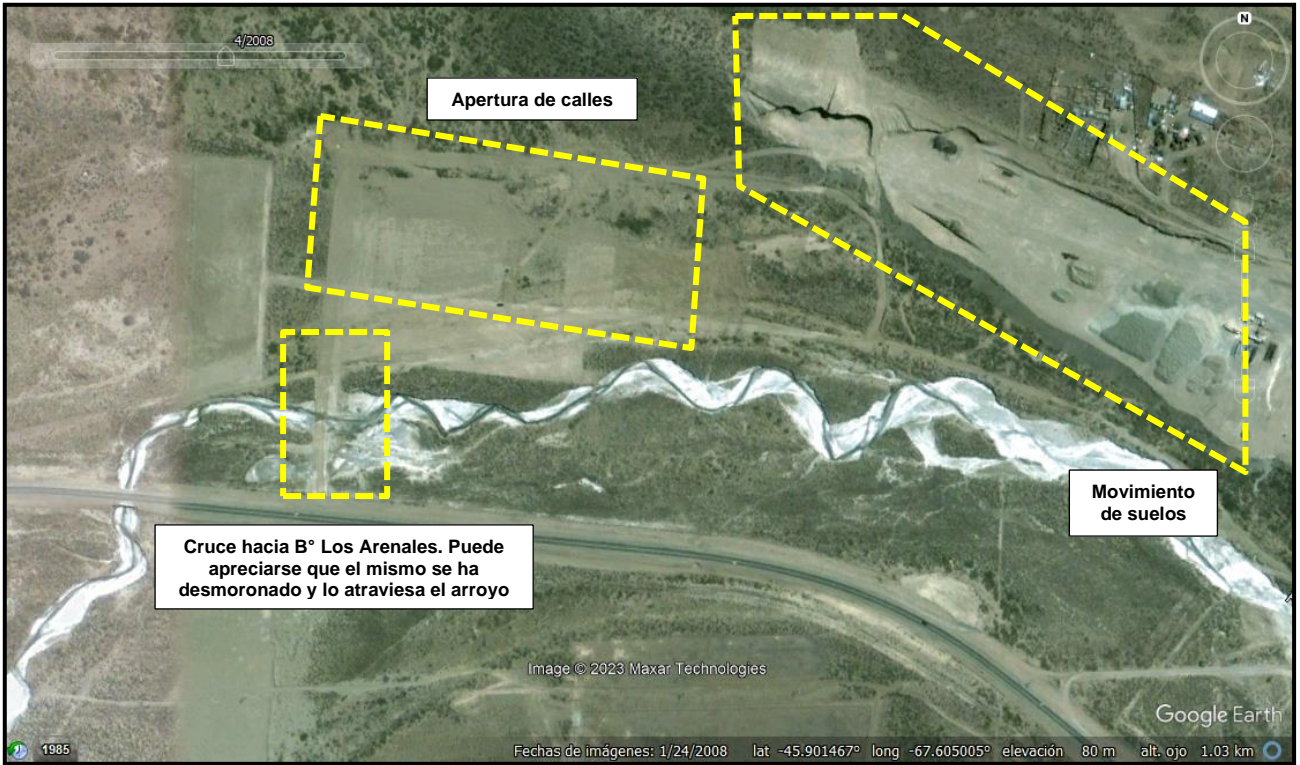 4/2008
N
Apertura de calles
Movimiento
de suelos
Cruce hacia B° Los Arenales. Puede
apreciarse que el mismo se ha
desmoronado y lo atraviesa el arroyo
Image © 2023 Maxar Technologies
Google Earth
1985
Fechas de imágenes: 1/24/2008 lat -45.901467° long -67.605005° elevación 80 m alt. ojo 1.03 km